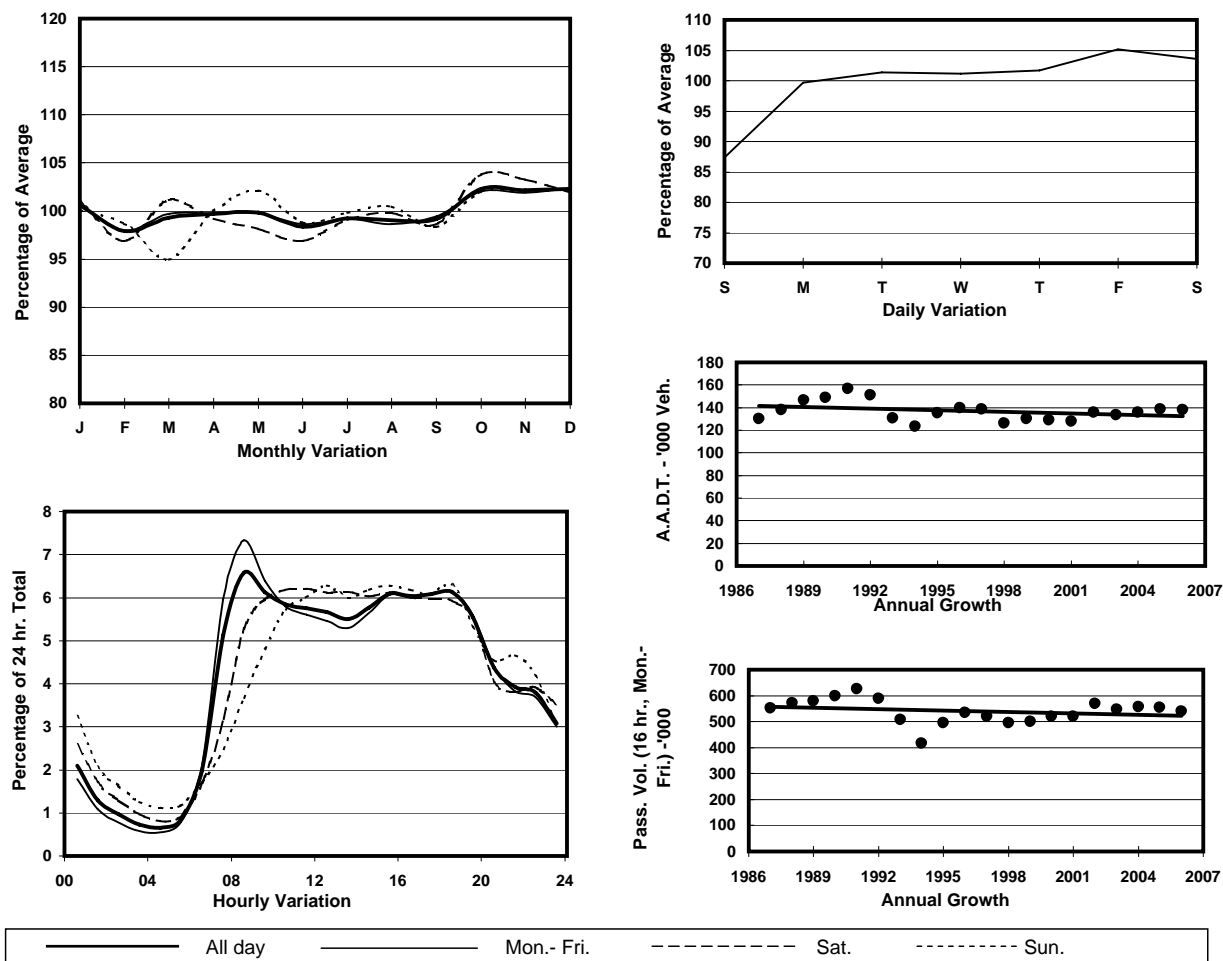 120
115
110
105
100
95
90
85
80
Percentage of Average
J F M A M J J A S O N D
Monthly Variation
110
105
100
95
90
85
80
75
70
Percentage of Average
S M T W T F S
Daily Variation
180
160
140
120
100
80
60
40
20
0
A.A.D.T. - '000 Veh.
1986 1989 1992 1995 1998 2001 2004 2007
Annual Growth
8
7
6
5
4
3
2
1
0
Percentage of 24 hr. Total
00 04 08 12 16 20 24
Hourly Variation
700
600
500
400
300
200
100
0
Pass. Vol. (16 hr., Mon.-
Fri.) -'000
1986 1989 1992 1995 1998 2001 2004 2007
Annual Growth
All day Mon.- Fri. Sat. Sun.